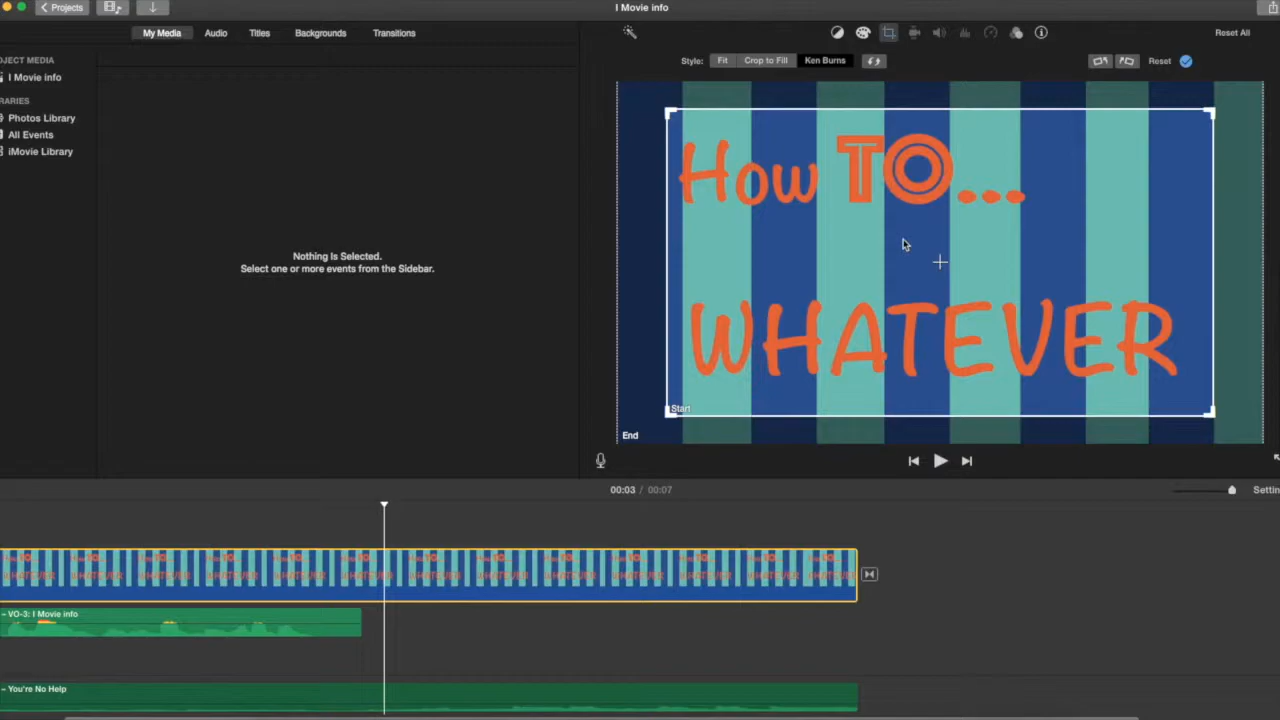 Projects
I Movie info
My Media
Audio
Titles
Backgrounds
Transitions
Reset All
OJECT MEDIA
I Movie info
RARIES
Photos Library
All Events
iMovie Library
Nothing Is Selected.
Select one or more events from the Sidebar.
Style:
Fit
Crop to Fill
Ken Burns
Reset
How TO...
WHATEVER
Start
End
00:03 / 00:07
Settin
– VO-3: I Movie info
– You're No Help